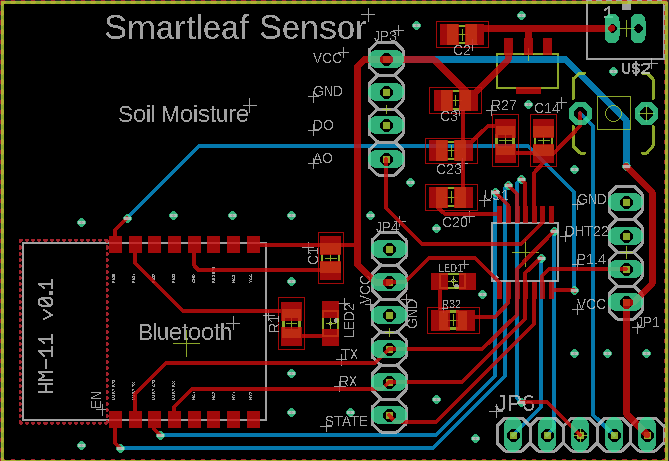 Smartleaf Sensor
1
JP3
C2
VCC
U$2
GND
C3
R27
C14
Soil Moisture
DO
AO
C23
C20
GND
JP4
DHT22
C1
LED1
P1.4
HM-11 v0.1
VCC
GND
R32
VCC
R1
LED2
JP1
Bluetooth
TX
RX
EN
STATE
JP6